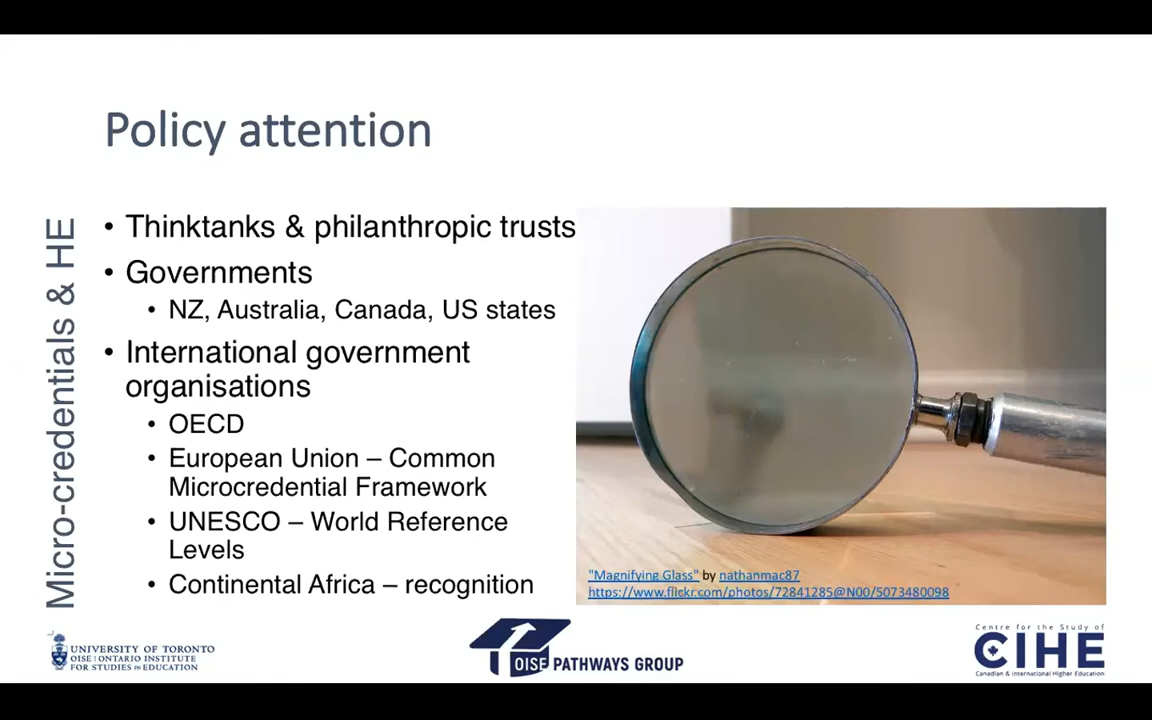 Policy attention
Micro-credentials & HE
• Thinktanks & philanthropic trusts
• Governments
• NZ, Australia, Canada, US states
• International government
organisations
• OECD
• European Union – Common
Microcredential Framework
• UNESCO – World Reference
Levels
• Continental Africa – recognition
"Magnifying Glass" by nathanmac87
https://www.flickr.com/photos/72841285@N00/5073480098
UNIVERSITY OF TORONTO
OISE | ONTARIO INSTITUTE
FOR STUDIES IN EDUCATION
OISE PATHWAYS GROUP
Centre for the Study of
CIHE
Canadian & International Higher Education